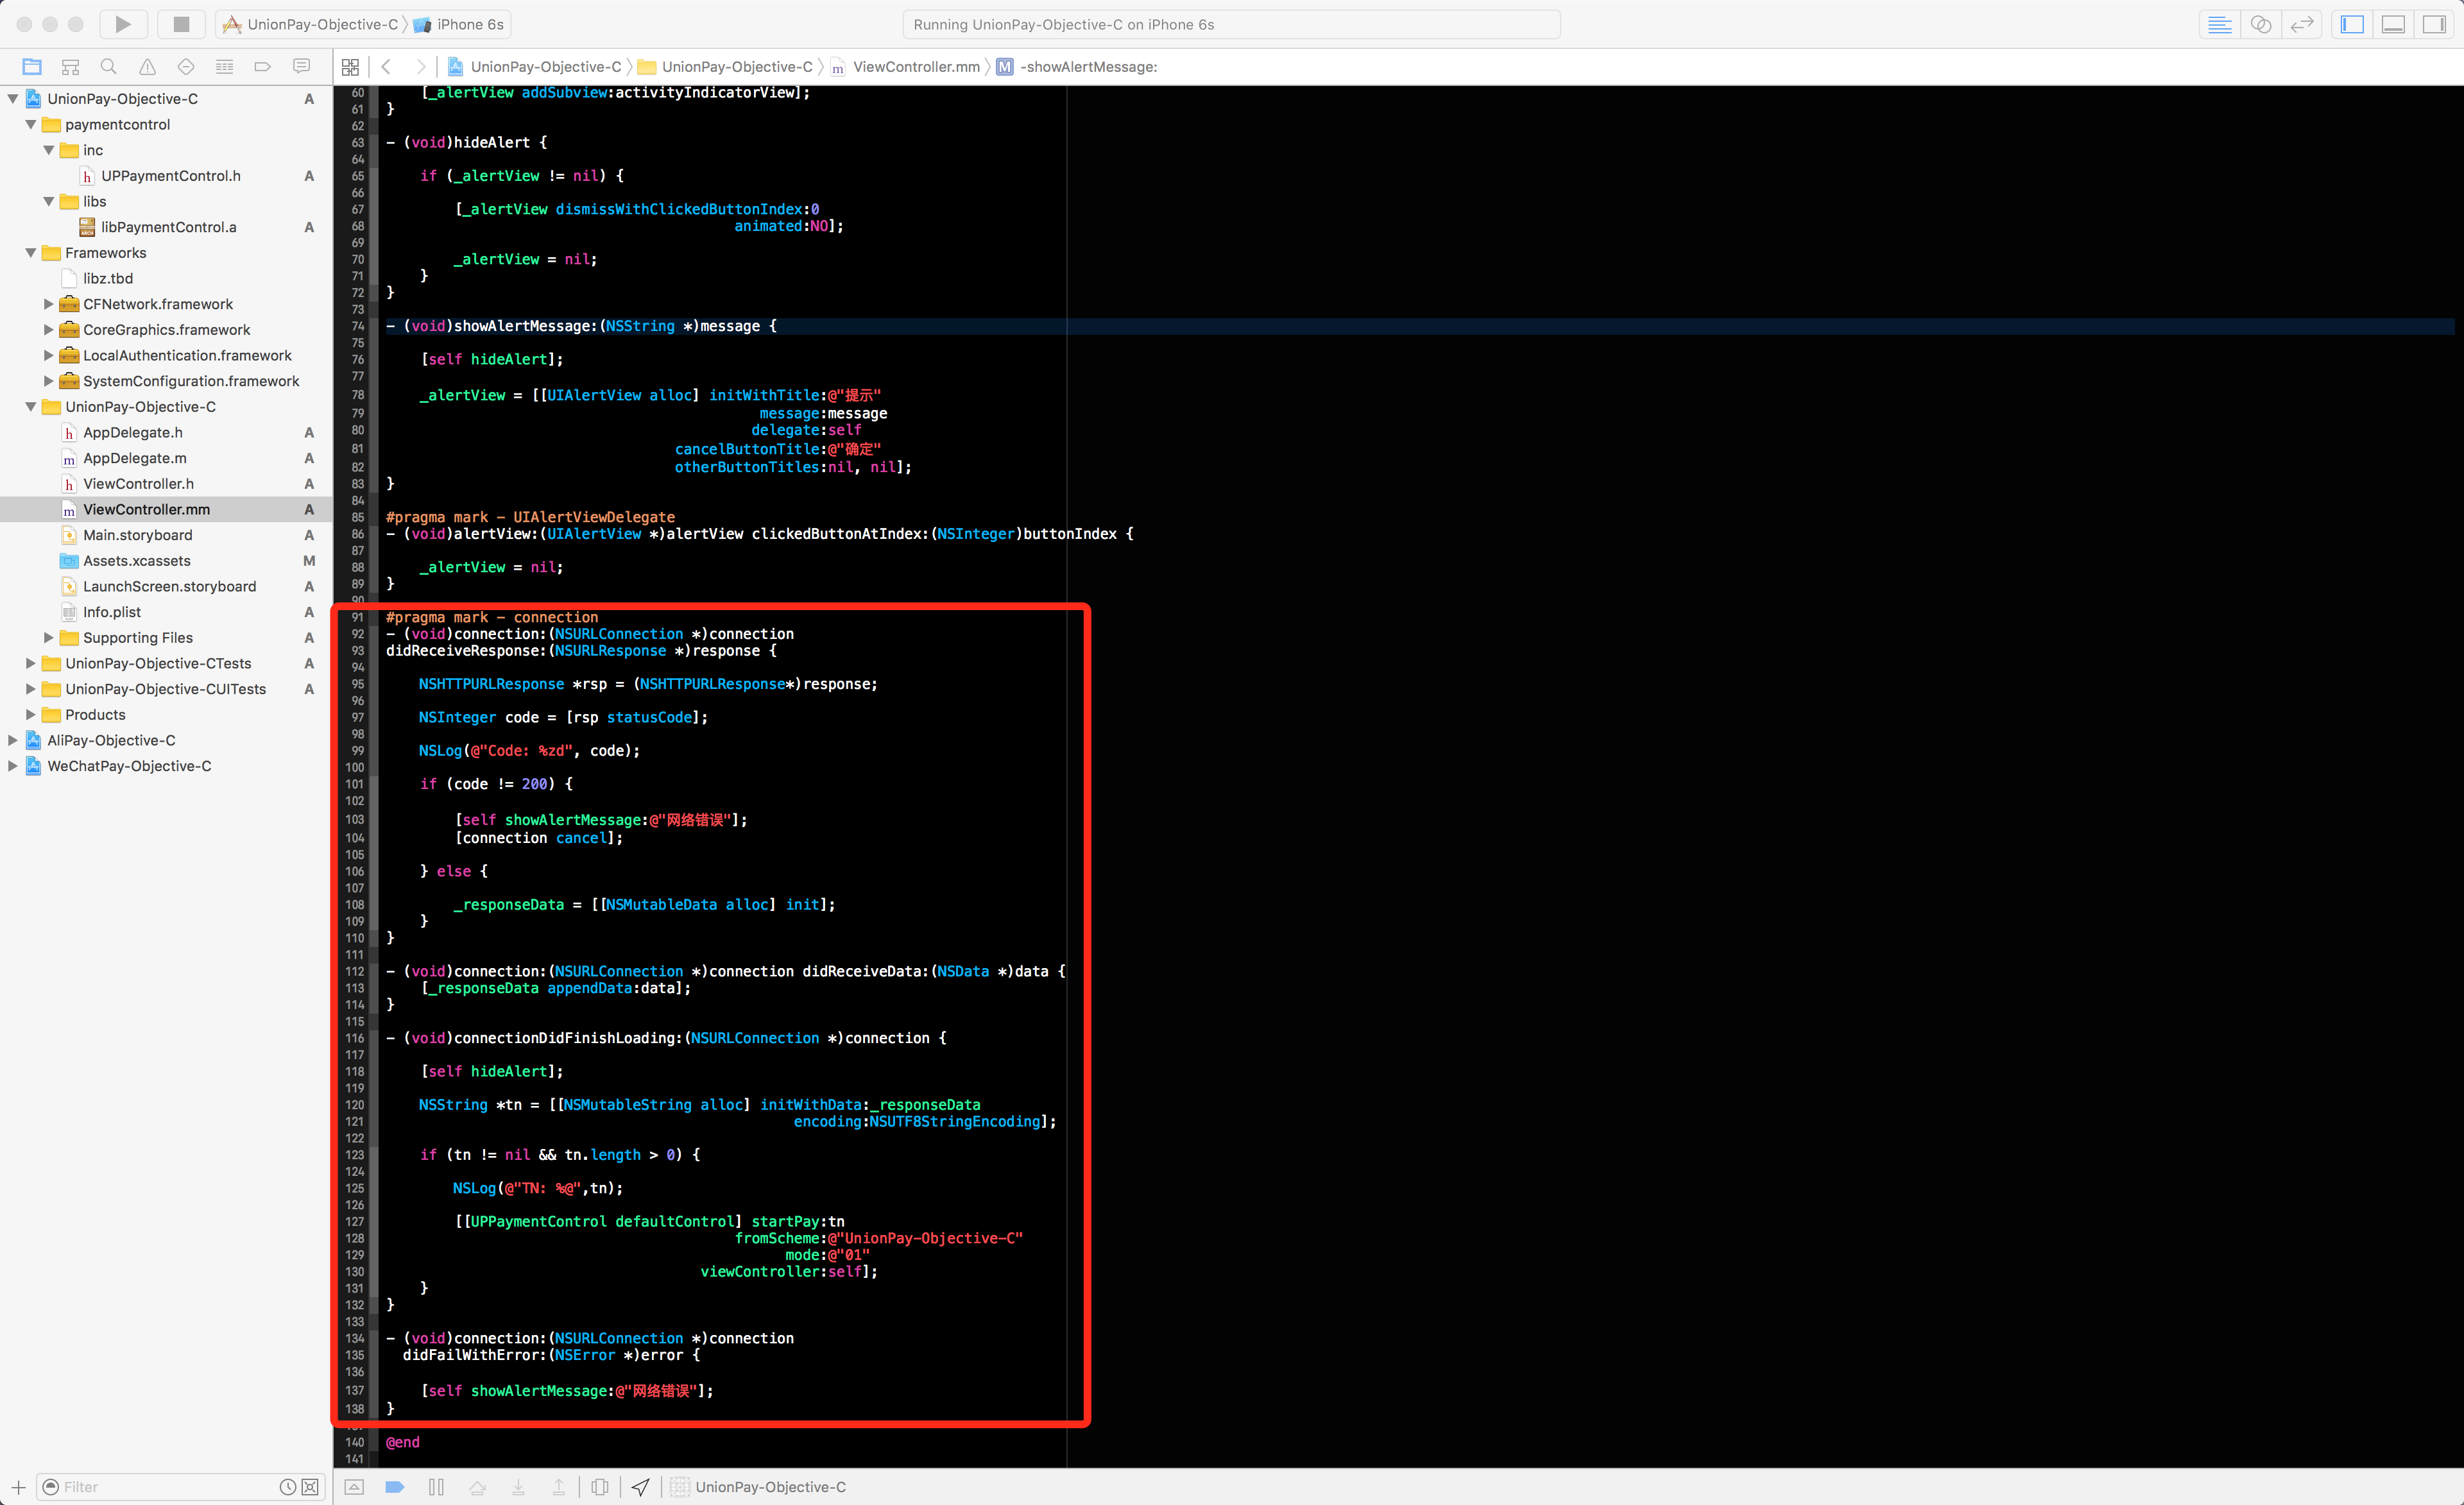 UnionPay-Objective-C 〉 iPhone 6s
Running UnionPay-Objective-C on iPhone 6s
UnionPay-Objective-C 〉 UnionPay-Objective-C 〉 ViewController.mm 〉 M -showAlertMessage:
UnionPay-Objective-C A
paymentcontrol
inc
h UPPaymentControl.h A
libs
libPaymentControl.a A
Frameworks
libz.tbd
CFNetwork.framework
CoreGraphics.framework
LocalAuthentication.framework
SystemConfiguration.framework
UnionPay-Objective-C
h AppDelegate.h A
m AppDelegate.m A
h ViewController.h A
m ViewController.mm A
Main.storyboard A
Assets.xcassets M
LaunchScreen.storyboard A
Info.plist A
Supporting Files A
UnionPay-Objective-CTests A
UnionPay-Objective-CUITests A
Products
AliPay-Objective-C
WeChatPay-Objective-C
Filter
60 [_alertView addSubview:activityIndicatorView];
61 }
62
63 - (void)hideAlert {
64
65 if (_alertView != nil) {
66
67 [_alertView dismissWithClickedButtonIndex:0
68 animated:NO];
69
70 _alertView = nil;
71 }
72 }
73
74 - (void)showAlertMessage:(NSString *)message {
75
76 [self hideAlert];
77
78 _alertView = [[UIAlertView alloc] initWithTitle:@"提示"
79 message:message
80 delegate:self
81 cancelButtonTitle:@"确定"
82 otherButtonTitles:nil, nil];
83 }
84
85 #pragma mark - UIAlertViewDelegate
86 - (void)alertView:(UIAlertView *)alertView clickedButtonAtIndex:(NSInteger)buttonIndex {
87
88 _alertView = nil;
89 }
90
91 #pragma mark - connection
92 - (void)connection:(NSURLConnection *)connection
93 didReceiveResponse:(NSURLResponse *)response {
94
95 NSHTTPURLResponse *rsp = (NSHTTPURLResponse*)response;
96
97 NSInteger code = [rsp statusCode];
98
99 NSLog(@"Code: %zd", code);
100
101 if (code != 200) {
102
103 [self showAlertMessage:@"网络错误"];
104 [connection cancel];
105
106 } else {
107
108 _responseData = [[NSMutableData alloc] init];
109 }
110 }
111
112 - (void)connection:(NSURLConnection *)connection didReceiveData:(NSData *)data {
113 [_responseData appendData:data];
114 }
115
116 - (void)connectionDidFinishLoading:(NSURLConnection *)connection {
117
118 [self hideAlert];
119
120 NSString *tn = [[NSMutableString alloc] initWithData:_responseData
121 encoding:NSUTF8StringEncoding];
122
123 if (tn != nil && tn.length > 0) {
124
125 NSLog(@"TN: %@",tn);
126
127 [[UPPaymentControl defaultControl] startPay:tn
128 fromScheme:@"UnionPay-Objective-C"
129 mode:@"01"
130 viewController:self];
131 }
132 }
133
134 - (void)connection:(NSURLConnection *)connection
135 didFailWithError:(NSError *)error {
136
137 [self showAlertMessage:@"网络错误"];
138 }
140 @end
141
UnionPay-Objective-C